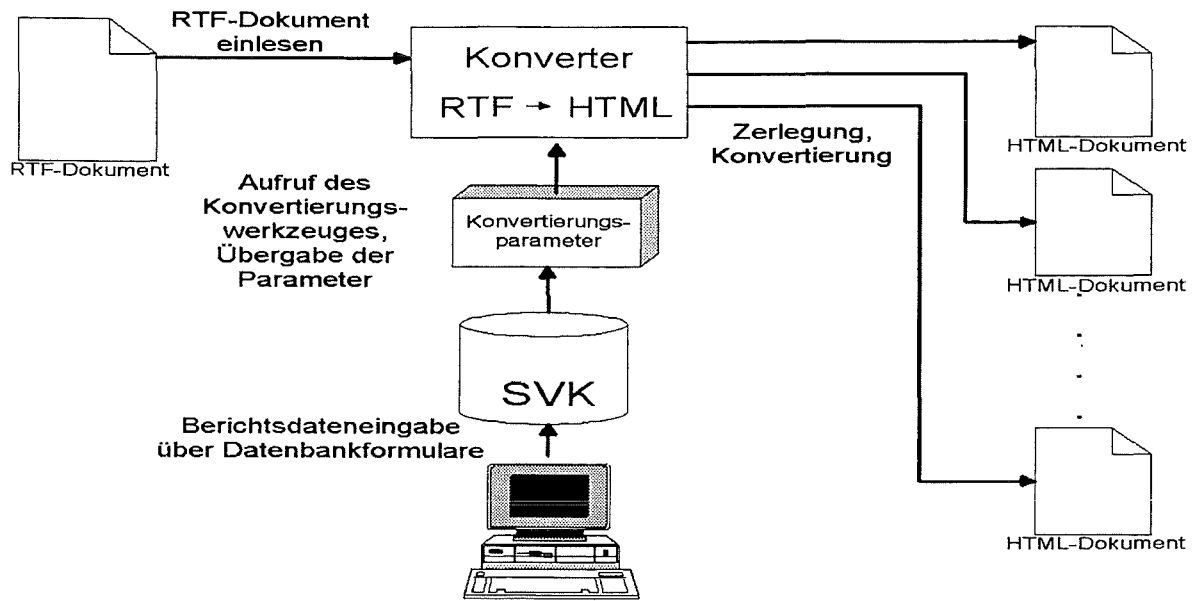 RTF-Dokument
einlesen
RTF-Dokument
Konverter
RTF → HTML
Zerlegung,
Konvertierung
HTML-Dokument
HTML-Dokument
HTML-Dokument
Aufruf des
Konvertierungs-
werkzeuges,
Übergabe der
Parameter
Konvertierungs-
parameter
SVK
Berichtsdateneingabe
über Datenbankformulare